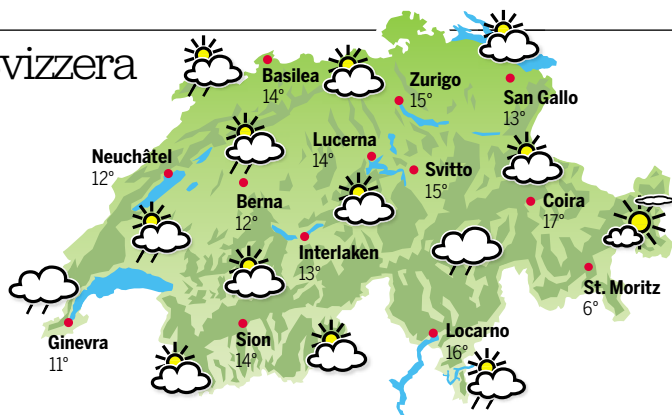 vizzera
Basilea
14°
Zurigo
15°
San Gallo
13°
Lucerna
14°
Neuchâtel
12°
Svitto
15°
Berna
12°
Coira
17°
Interlaken
13°
St. Moritz
6°
Ginevra
11°
Sion
14°
Locarno
16°